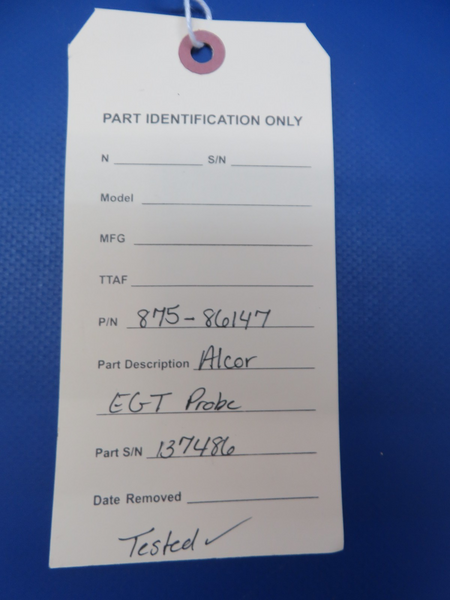 PART IDENTIFICATION ONLY
N S/N
Model
MFG
TTAF
P/N 875-86147
Part Description Alcor
EGT Probe
Part S/N 137486
Date Removed
Tested ✓